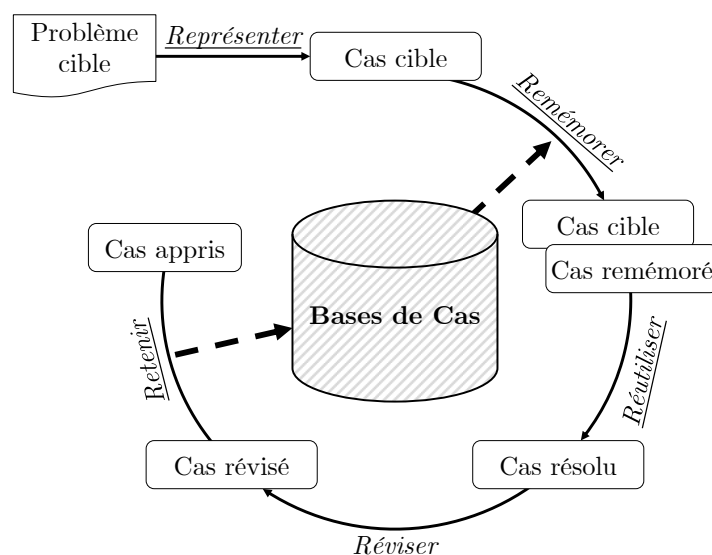 Problème
cible
Représenter
Cas cible
Remémorer
Cas cible
Cas remémoré
Réutiliser
Cas résolu
Réviser
Cas révisé
Retenir
Cas appris
Bases de Cas